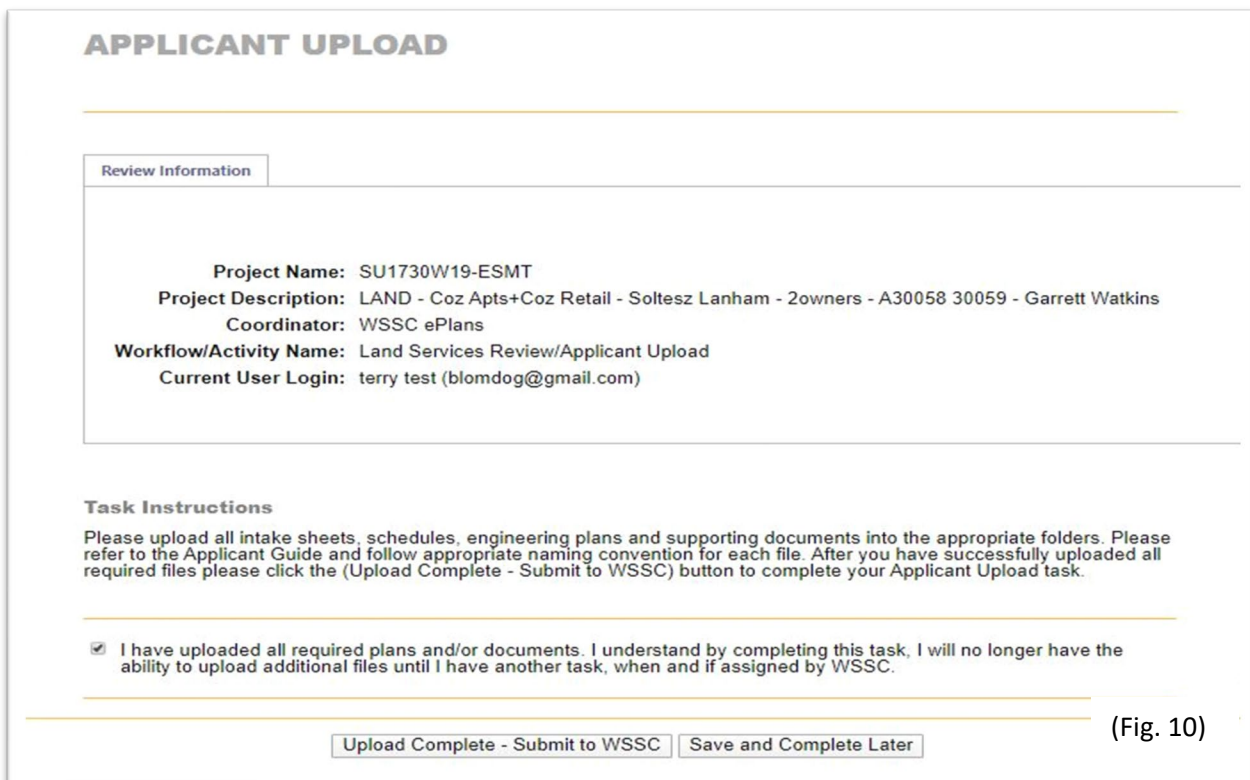 APPLICANT UPLOAD
Review Information
Project Name: SU1730W19-ESMT
Project Description: LAND - Coz Apts+Coz Retail - Soltesz Lanham - 2owners - A30058 30059 - Garrett Watkins
Coordinator: WSSC ePlans
Workflow/Activity Name: Land Services Review/Applicant Upload
Current User Login: terry test (blomdog@gmail.com)
Task Instructions
Please upload all intake sheets, schedules, engineering plans and supporting documents into the appropriate folders. Please
refer to the Applicant Guide and follow appropriate naming convention for each file. After you have successfully uploaded all
required files please click the (Upload Complete - Submit to WSSC) button to complete your Applicant Upload task.
I have uploaded all required plans and/or documents. I understand by completing this task, I will no longer have the
ability to upload additional files until I have another task, when and if assigned by WSSC.
(Fig. 10)
Upload Complete - Submit to WSSC Save and Complete Later